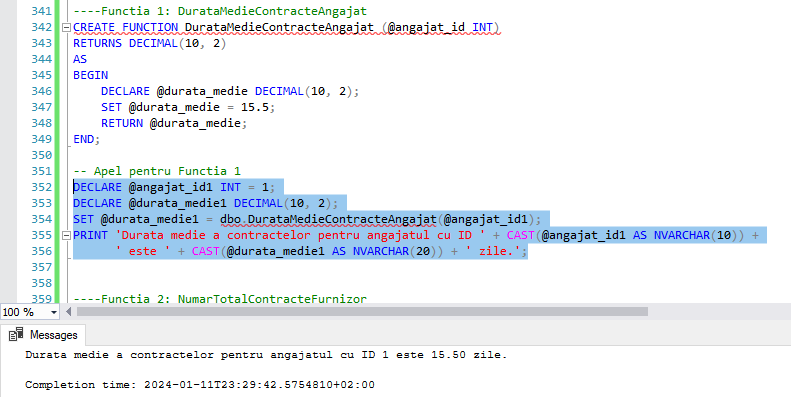 341 ----Functia 1: DurataMedieContracteAngajat
342 CREATE FUNCTION DurataMedieContracteAngajat (@angajat_id INT)
343 RETURNS DECIMAL(10, 2)
344 AS
345 BEGIN
346     DECLARE @durata_medie DECIMAL(10, 2);
347     SET @durata_medie = 15.5;
348     RETURN @durata_medie;
349 END;
350
351 -- Apel pentru Functia 1
352 DECLARE @angajat_id1 INT = 1;
353 DECLARE @durata_medie1 DECIMAL(10, 2);
354 SET @durata_medie1 = dbo.DurataMedieContracteAngajat(@angajat_id1);
355 PRINT 'Durata medie a contractelor pentru angajatul cu ID ' + CAST(@angajat_id1 AS NVARCHAR(10)) +
356       ' este ' + CAST(@durata_medie1 AS NVARCHAR(20)) + ' zile.';
357
358
359 ----Functia 2: NumarTotalContracteFurnizor
100 %
Messages
Durata medie a contractelor pentru angajatul cu ID 1 este 15.50 zile.
Completion time: 2024-01-11T23:29:42.5754810+02:00